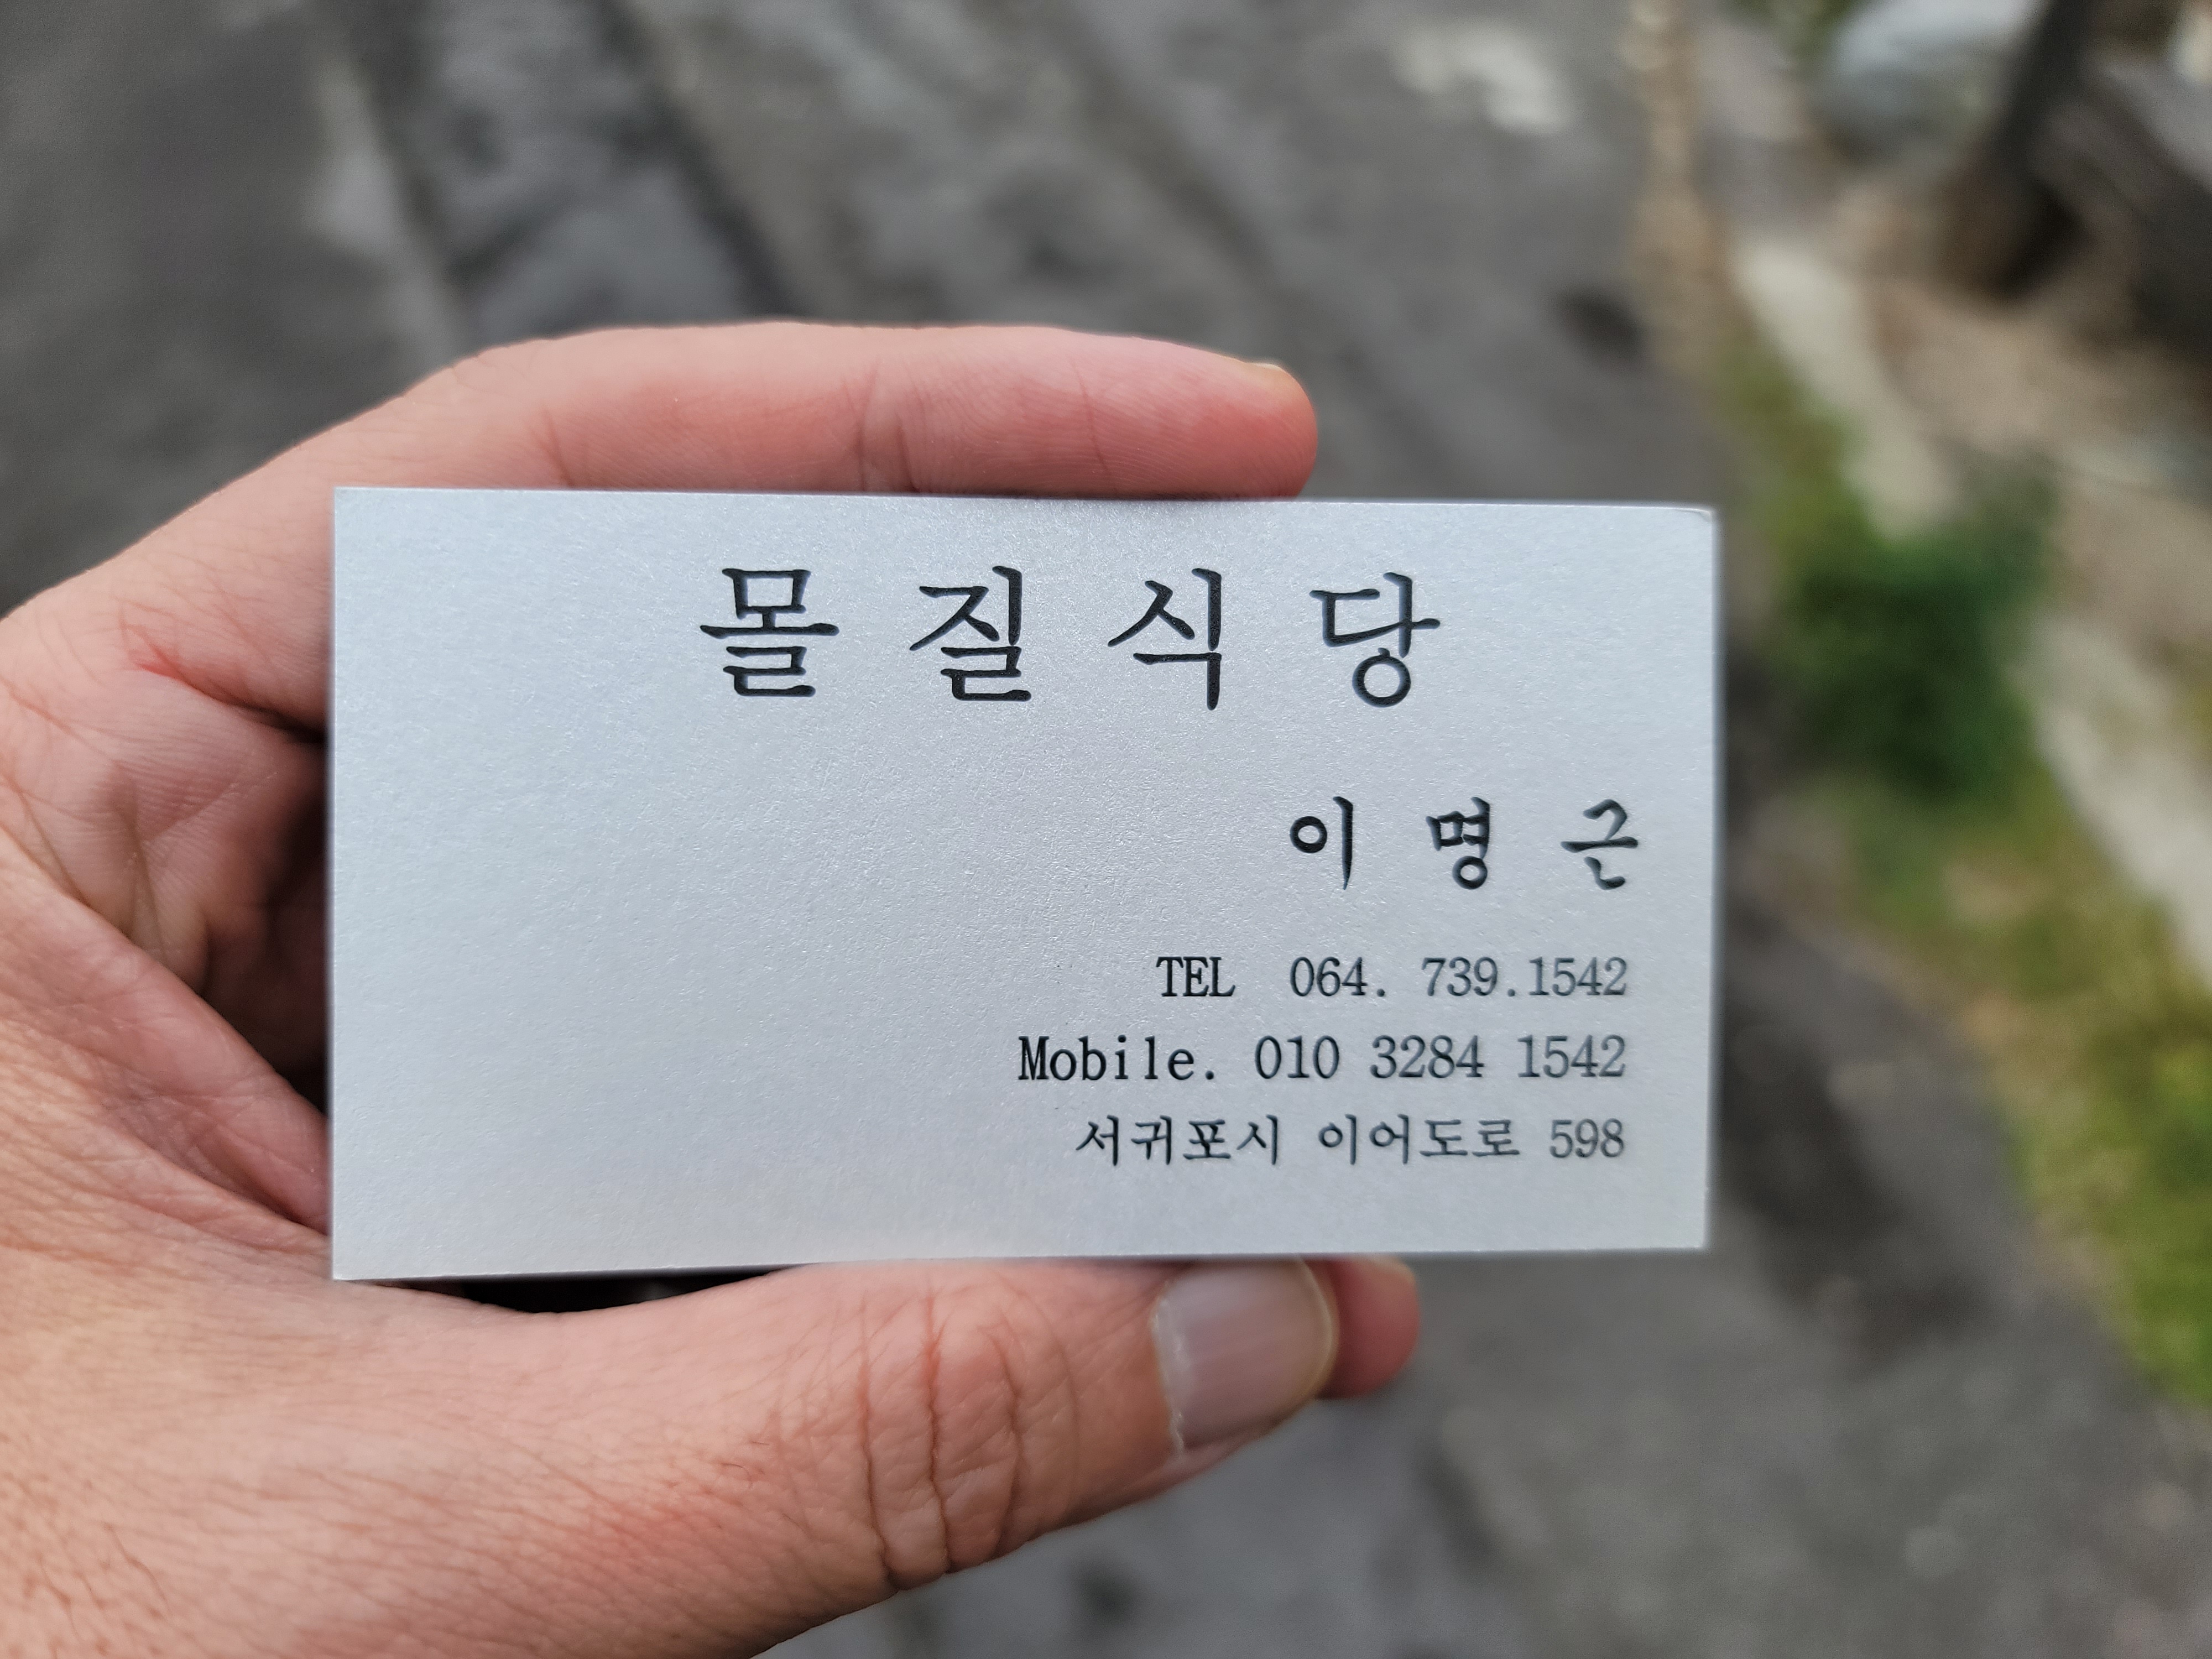 몰질식당
이명근
TEL 064. 739.1542
Mobile. 010 3284 1542
서귀포시 이어도로 598